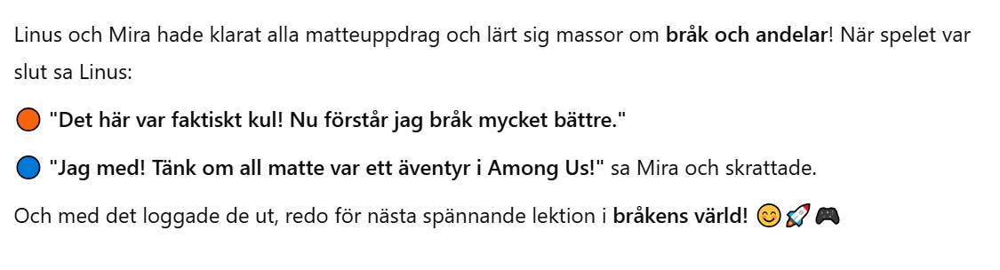 Linus och Mira hade klarat alla matteuppdrag och lärt sig massor om bråk och andelar! När spelet var
slut sa Linus:
🟠 "Det här var faktiskt kul! Nu förstår jag bråk mycket bättre."
🔵 "Jag med! Tänk om all matte var ett äventyr i Among Us!" sa Mira och skrattade.
Och med det loggade de ut, redo för nästa spännande lektion i bråkens värld! 😊🚀🎮